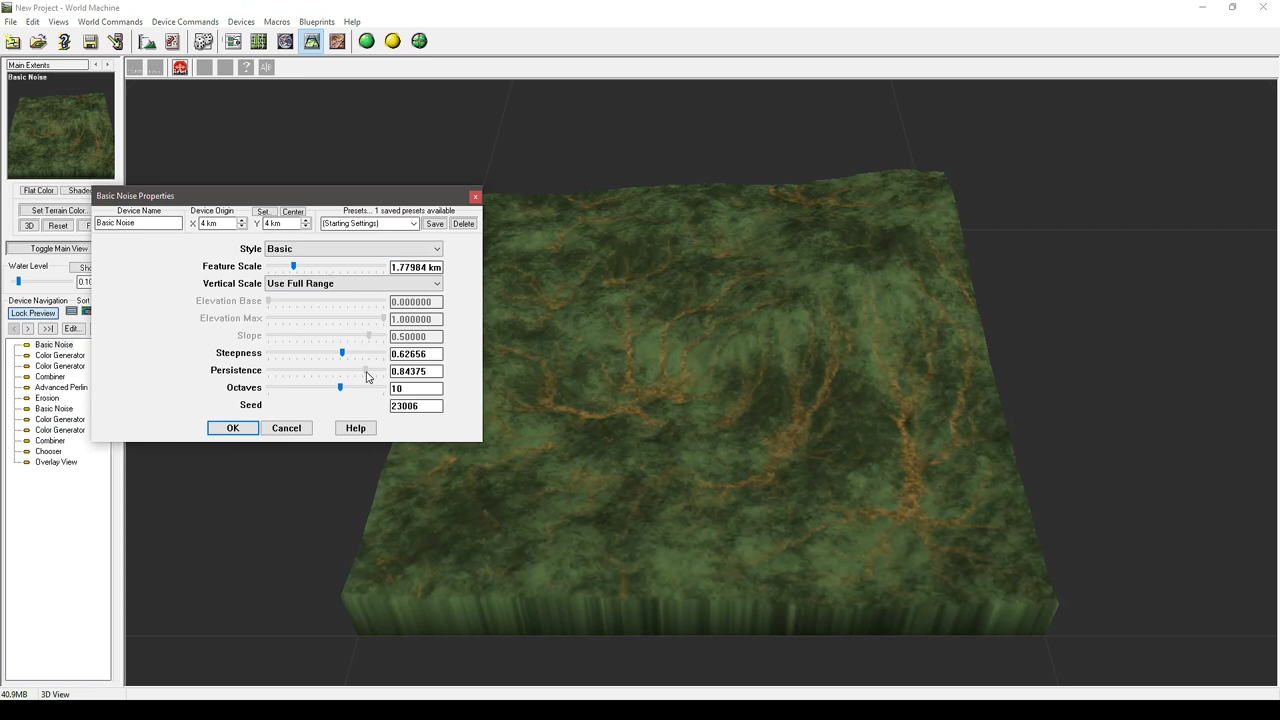 New Project - World Machine
File Edit Views World Commands Device Commands Devices Macros Blueprints Help
Main Extents
Basic Noise
Flat Color
Set Terrain Color...
3D Reset
Toggle Main View
Water Level
Device Navigation Sort
Lock Preview
>>| Edit...
Basic Noise
Color Generator
Color Generator
Combiner
Advanced Perlin
Erosion
Basic Noise
Color Generator
Color Generator
Combiner
Chooser
Overlay View
Basic Noise Properties
Device Name Device Origin Set... Center Presets... 1 saved presets available
Basic Noise X 4 km Y 4 km (Starting Settings) Save Delete
Style Basic
Feature Scale 1.77984 km
Vertical Scale Use Full Range
Elevation Base 0.000000
Elevation Max 1.000000
Slope 0.50000
Steepness 0.62656
Persistence 0.84375
Octaves 10
Seed 23006
OK Cancel Help
A|B
40.9MB 3D View